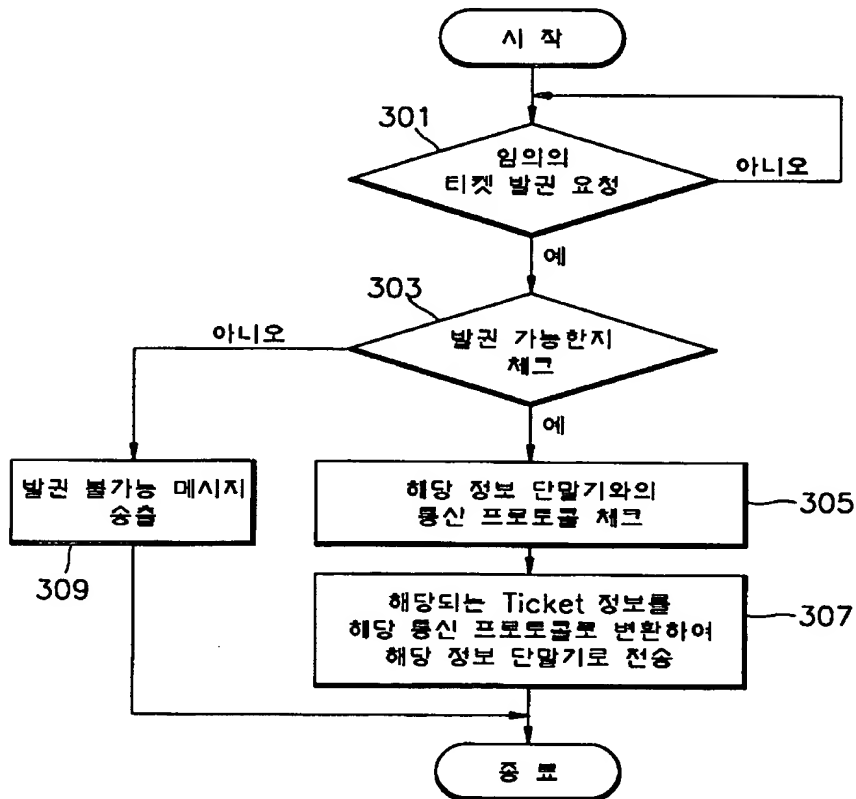 시 작
301
임의의
티켓 발권 요청
아니오
예
303
발권 가능한지
체크
아니오
예
발권 불가능 메시지
송출
309
해당 정보 단말기와의
통신 프로토콜 체크
305
해당되는 Ticket 정보를
해당 통신 프로토콜로 변환하여
해당 정보 단말기로 전송
307
종 료